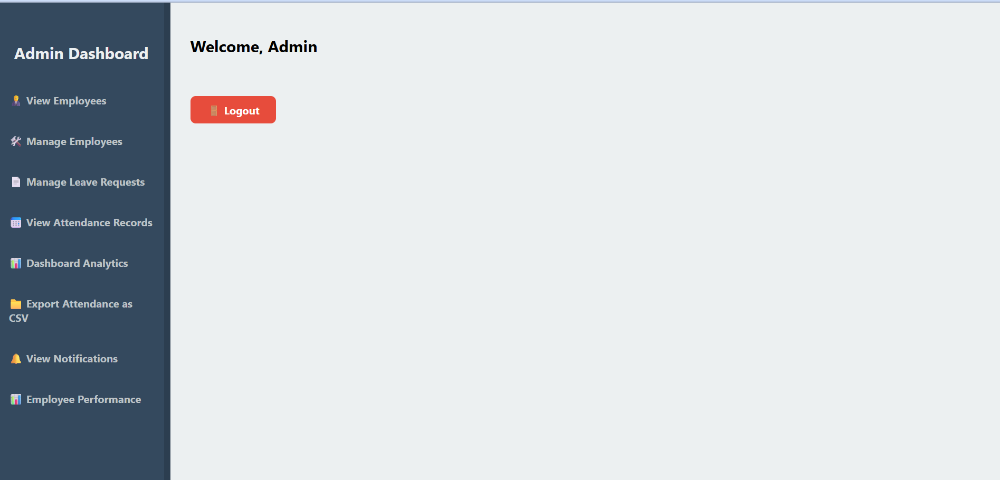 Admin Dashboard
View Employees
Manage Employees
Manage Leave Requests
View Attendance Records
Dashboard Analytics
Export Attendance as
CSV
View Notifications
Employee Performance
Welcome, Admin
Logout